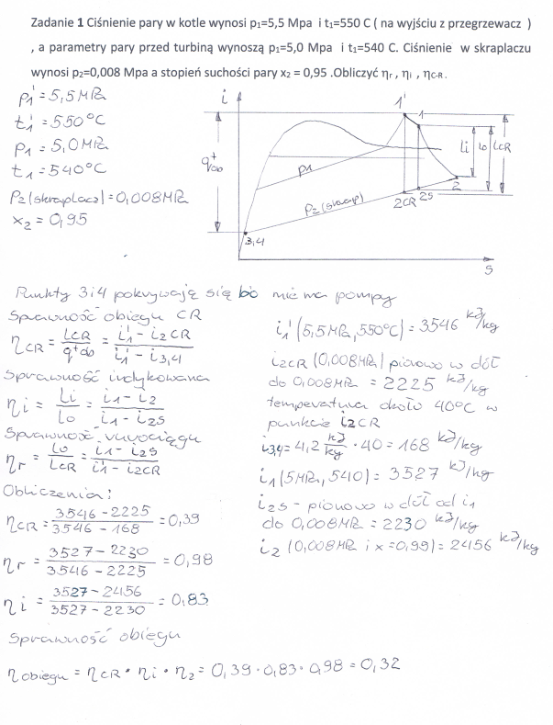 Zadanie 1 Ciśnienie pary w kotle wynosi p1=5,5 Mpa i t1=550 C ( na wyjściu z przegrzewacz )
, a parametry pary przed turbiną wynoszą p1=5,0 Mpa i t1=540 C. Ciśnienie w skraplaczu
wynosi p2=0,008 Mpa a stopień suchości pary x2 = 0,95 .Obliczyć ηr , ηi , ηCR.
p1' = 5,5 MPa
t1' = 550°C
p1 = 5,0 MPa
t1 = 540°C
p2 (skraplacz) = 0,008 MPa
x2 = 0,95
i
1'
1
q+do
p1
p2 (skrap)
Li
Lo
LCR
2
2CR
2S
3,4
s
Punkty 3i4 pokrywają się bo nie ma pompy
Sprawność obiegu CR
ηCR = LCR / q+do = i1' - i2CR / i1' - i3,4
Sprawność indykowana
ηi = Li / Lo = i1 - i2 / i1 - i2S
Sprawność rurociągu
ηr = Lo / LCR = i1 - i2S / i1' - i2CR
Obliczenia:
ηCR = 3546 - 2225 / 3546 - 168 = 0,39
ηr = 3527 - 2230 / 3546 - 2225 = 0,98
ηi = 3527 - 2456 / 3527 - 2230 = 0,83
Sprawność obiegu
η obiegu = ηCR • ηi • η2 = 0,39 · 0,83 · 0,98 = 0,32
i1' (5,5 MPa, 550°C) = 3546 kJ/kg
i2CR (0,008 MPa) pionowo w dół
do 0,008 MPa = 2225 kJ/kg
temperatura około 40°C w
punkcie i2CR
i3,4 = 4,2 kJ/kg · 40 = 168 kJ/kg
i1 (5 MPa, 540) = 3527 kJ/kg
i2S - pionowo w dół od i1
do 0,008 MPa = 2230 kJ/kg
i2 (0,008 MPa i x = 0,99) = 2456 kJ/kg